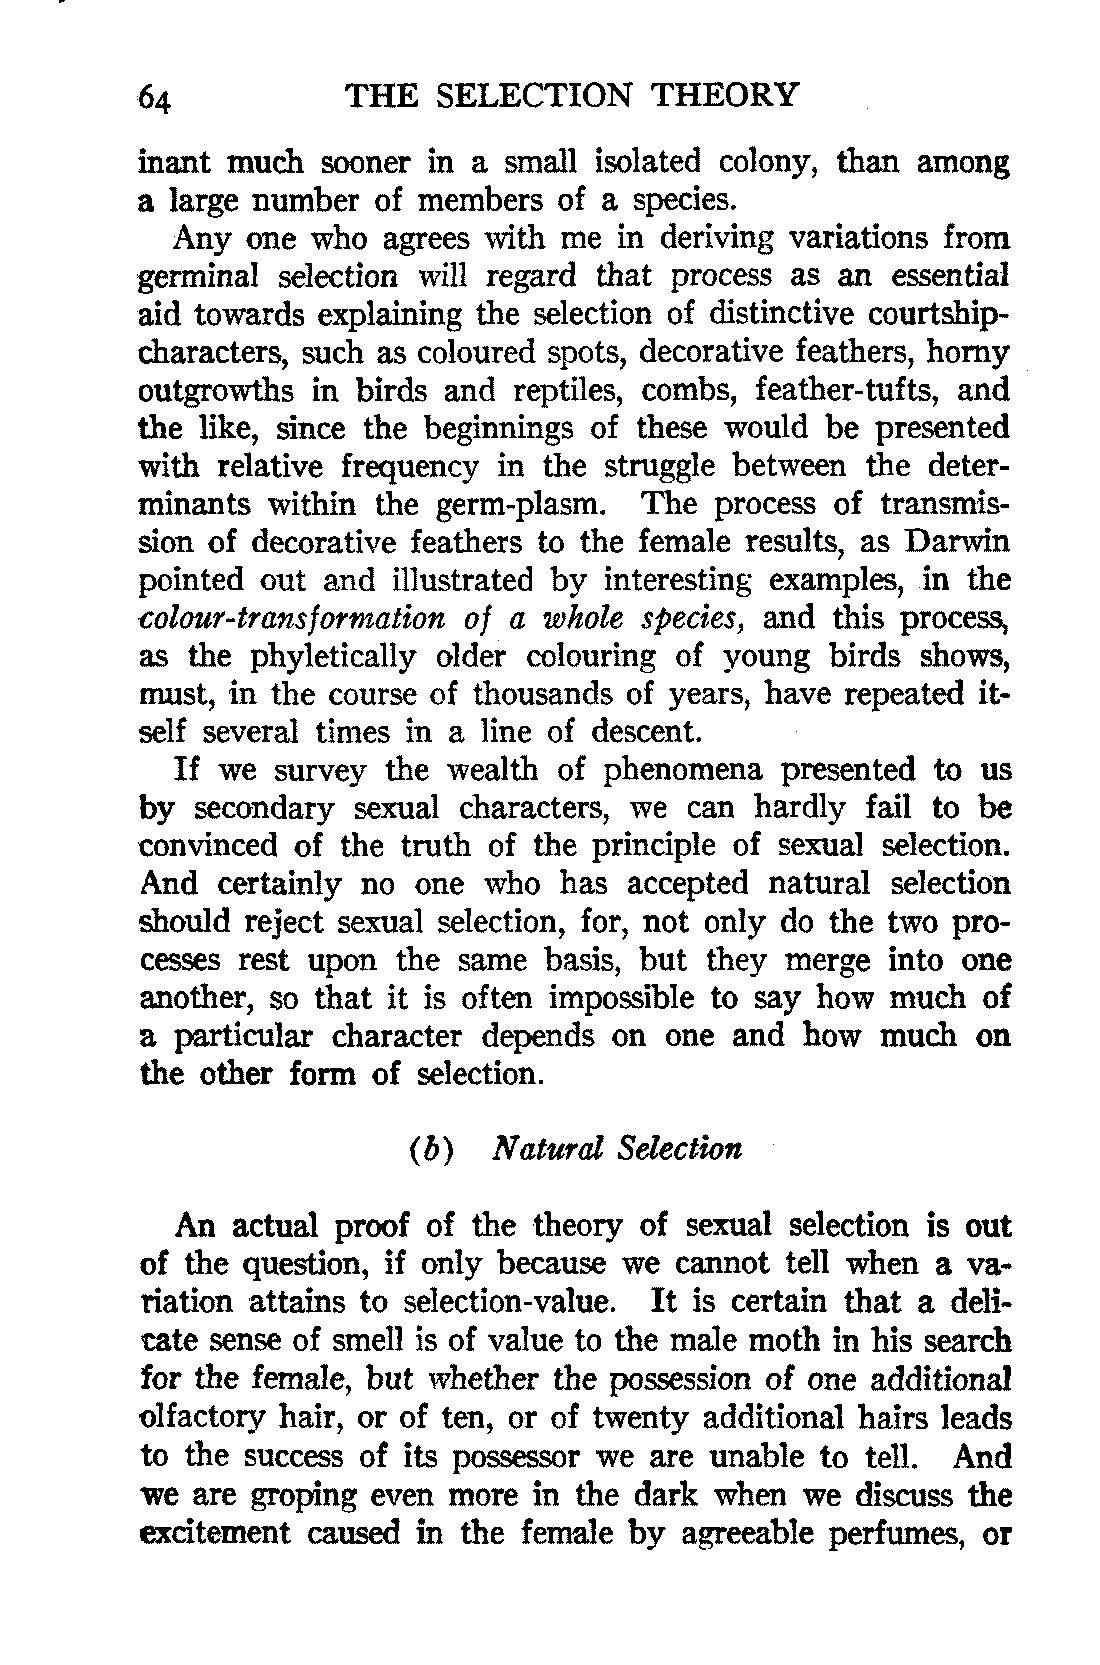 64 THE SELECTION THEORY
inant much sooner in a small isolated colony, than among
a large number of members of a species.
Any one who agrees with me in deriving variations from
germinal selection will regard that process as an essential
aid towards explaining the selection of distinctive courtship-
characters, such as coloured spots, decorative feathers, horny
outgrowths in birds and reptiles, combs, feather-tufts, and
the like, since the beginnings of these would be presented
with relative frequency in the struggle between the deter-
minants within the germ-plasm. The process of transmis-
sion of decorative feathers to the female results, as Darwin
pointed out and illustrated by interesting examples, in the
colour-transformation of a whole species, and this process,
as the phyletically older colouring of young birds shows,
must, in the course of thousands of years, have repeated it-
self several times in a line of descent.
If we survey the wealth of phenomena presented to us
by secondary sexual characters, we can hardly fail to be
convinced of the truth of the principle of sexual selection.
And certainly no one who has accepted natural selection
should reject sexual selection, for, not only do the two pro-
cesses rest upon the same basis, but they merge into one
another, so that it is often impossible to say how much of
a particular character depends on one and how much on
the other form of selection.
(b) Natural Selection
An actual proof of the theory of sexual selection is out
of the question, if only because we cannot tell when a va-
riation attains to selection-value. It is certain that a deli-
cate sense of smell is of value to the male moth in his search
for the female, but whether the possession of one additional
olfactory hair, or of ten, or of twenty additional hairs leads
to the success of its possessor we are unable to tell. And
we are groping even more in the dark when we discuss the
excitement caused in the female by agreeable perfumes, or